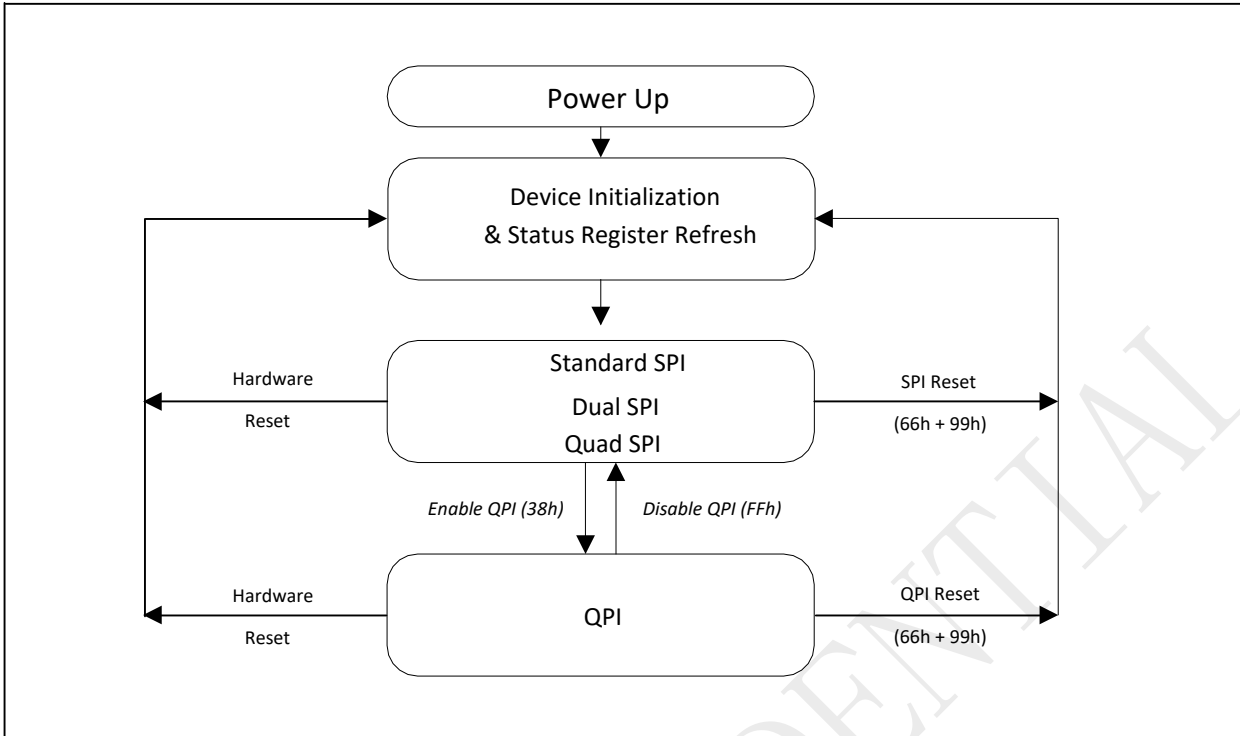 Power Up
Device Initialization
& Status Register Refresh
Standard SPI
Dual SPI
Quad SPI
Hardware
Reset
SPI Reset
(66h + 99h)
Enable QPI (38h)
Disable QPI (FFh)
QPI
Hardware
Reset
QPI Reset
(66h + 99h)
DENTIAL